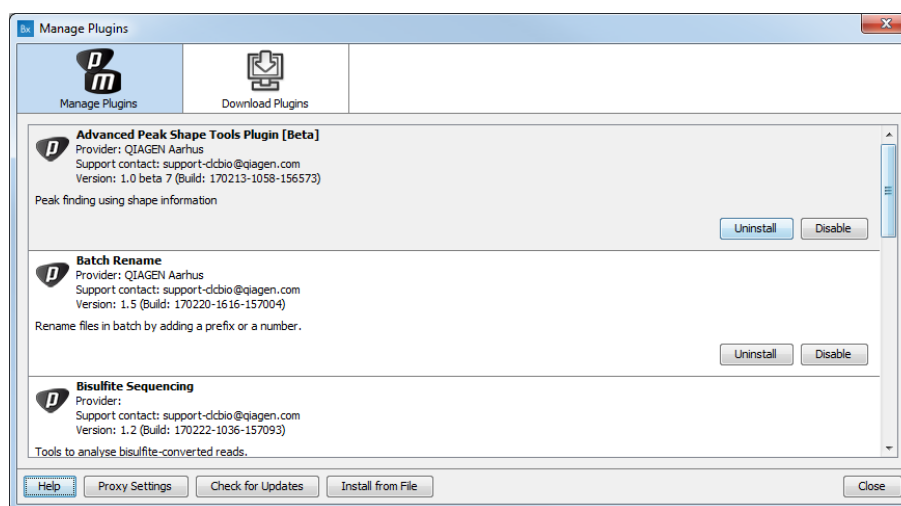 Bx Manage Plugins
Manage Plugins
Download Plugins
Advanced Peak Shape Tools Plugin [Beta]
Provider: QIAGEN Aarhus
Support contact: support-clcbio@qiagen.com
Version: 1.0 beta 7 (Build: 170213-1058-156573)
Peak finding using shape information
Uninstall Disable
Batch Rename
Provider: QIAGEN Aarhus
Support contact: support-clcbio@qiagen.com
Version: 1.5 (Build: 170220-1616-157004)
Rename files in batch by adding a prefix or a number.
Uninstall Disable
Bisulfite Sequencing
Provider:
Support contact: support-clcbio@qiagen.com
Version: 1.2 (Build: 170222-1036-157093)
Tools to analyse bisulfite-converted reads.
Help Proxy Settings Check for Updates Install from File Close